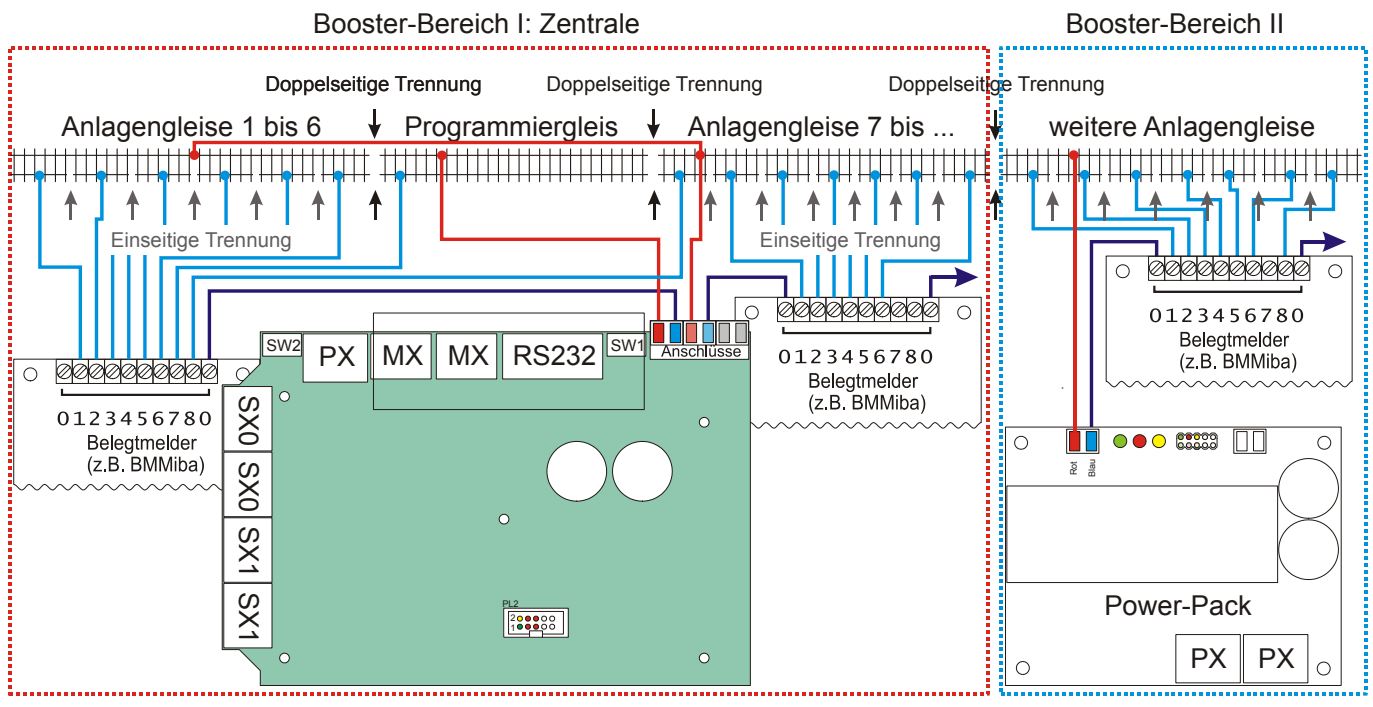 Booster-Bereich I: Zentrale
Booster-Bereich II
Doppelseitige Trennung
Doppelseitige Trennung
Doppelseitige Trennung
Anlagengleise 1 bis 6
Programmiergleis
Anlagengleise 7 bis ...
weitere Anlagengleise
Einseitige Trennung
Einseitige Trennung
SW2
PX
MX
MX
RS232
SW1
Anschlüsse
0 1 2 3 4 5 6 7 8 0
Belegtmelder
(z.B. BMMiba)
0 1 2 3 4 5 6 7 8 0
Belegtmelder
(z.B. BMMiba)
0 1 2 3 4 5 6 7 8 0
Belegtmelder
(z.B. BMMiba)
SX0
SX0
SX1
SX1
PL2
2
1
Rot
Blau
Power-Pack
PX
PX